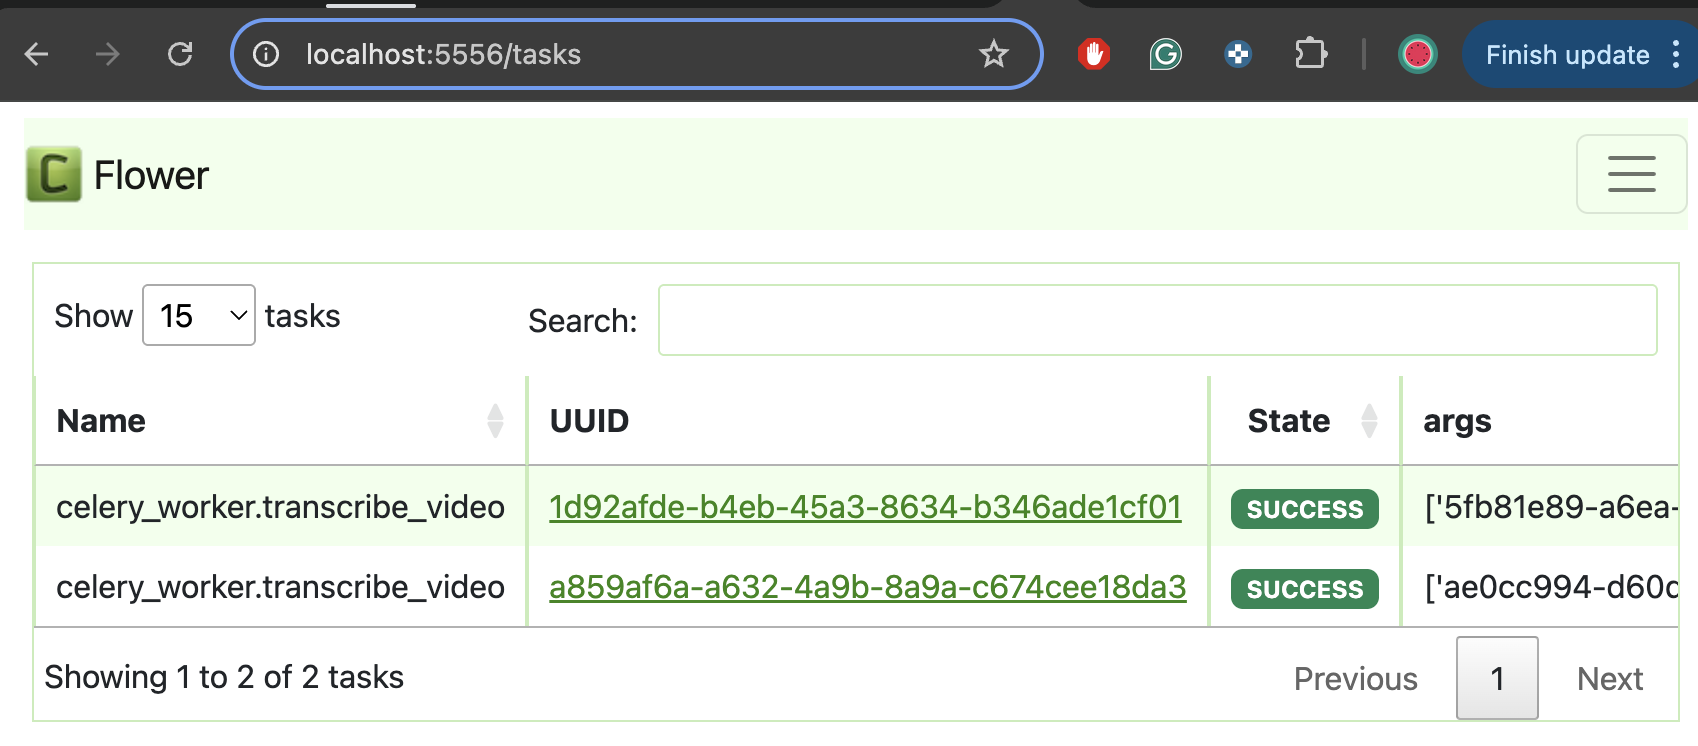 localhost:5556/tasks
Finish update
Flower
Show 15 tasks
Search:
Name UUID State args
celery_worker.transcribe_video 1d92afde-b4eb-45a3-8634-b346ade1cf01 SUCCESS ['5fb81e89-a6ea-
celery_worker.transcribe_video a859af6a-a632-4a9b-8a9a-c674cee18da3 SUCCESS ['ae0cc994-d60c
Showing 1 to 2 of 2 tasks
Previous 1 Next